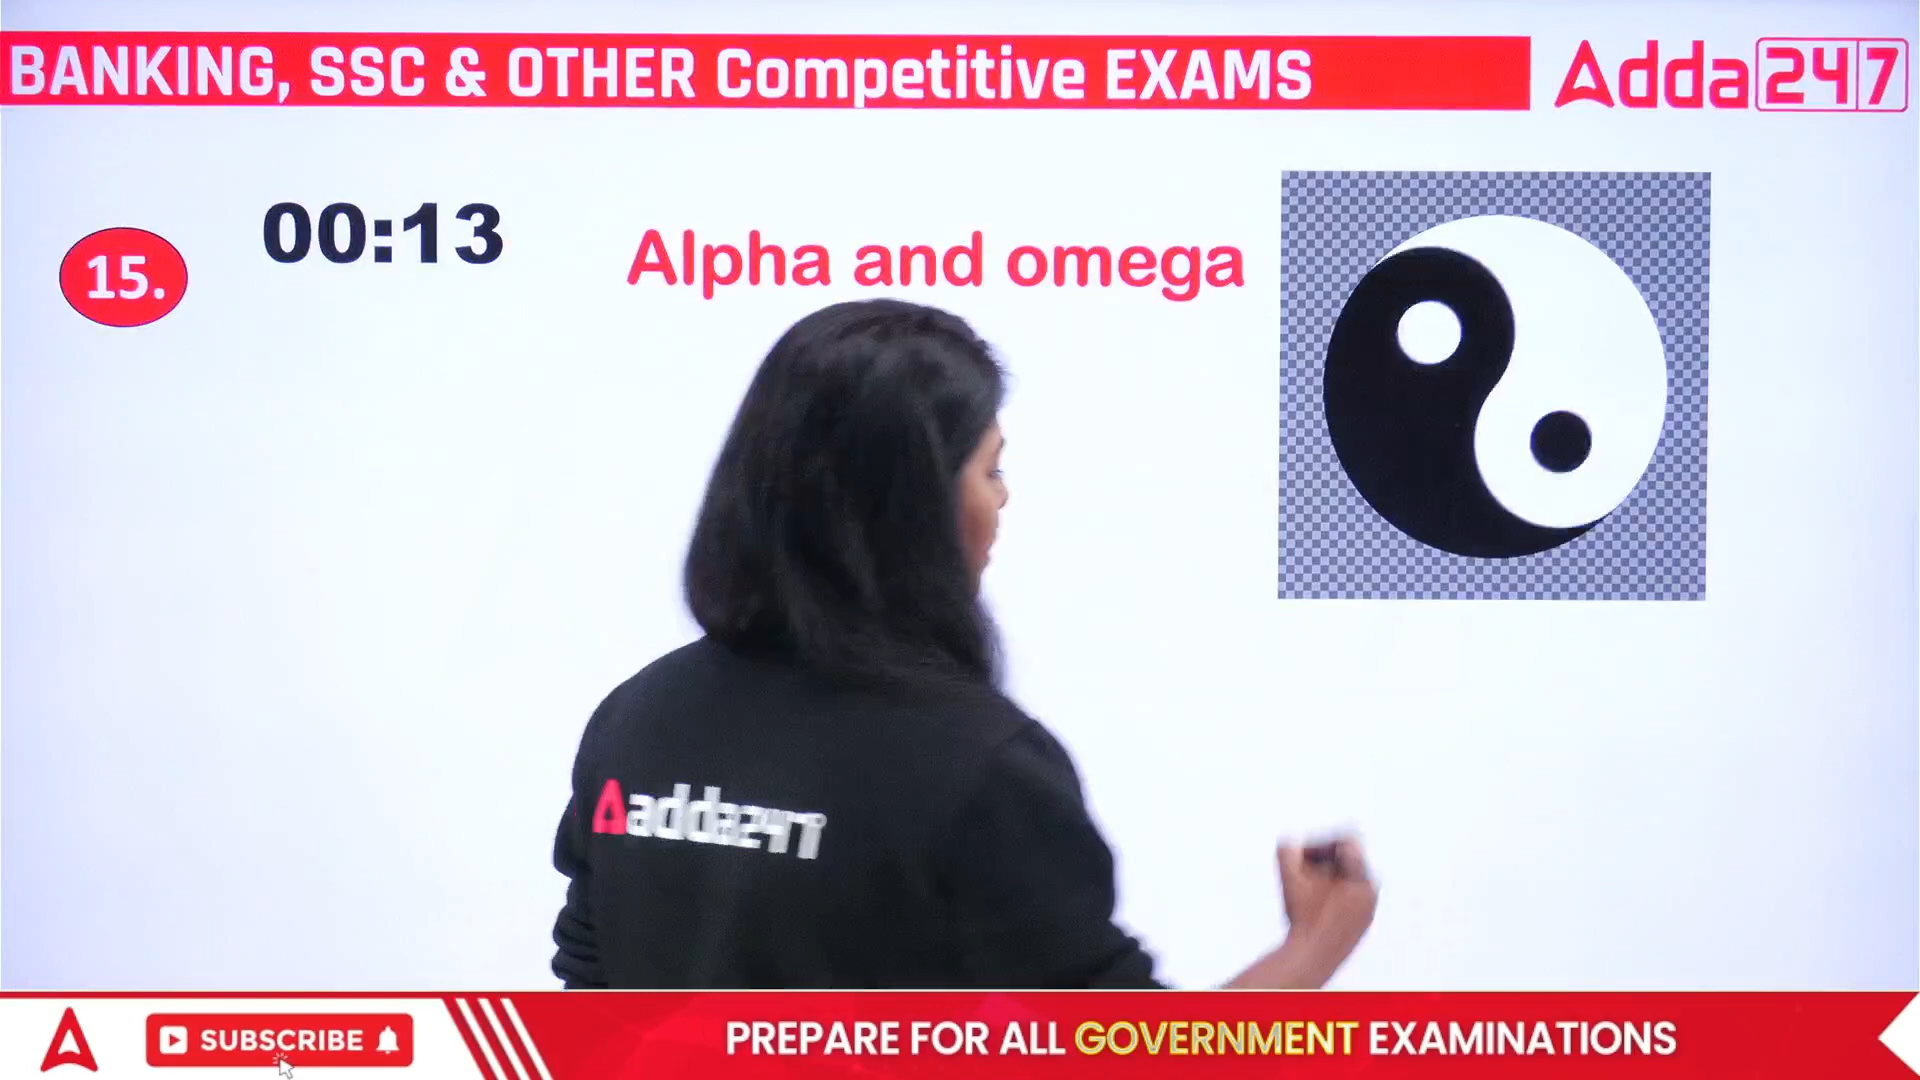 BANKING, SSC & OTHER Competitive EXAMS
Adda247
15.
00:13
Alpha and omega
adda247
SUBSCRIBE
PREPARE FOR ALL GOVERNMENT EXAMINATIONS